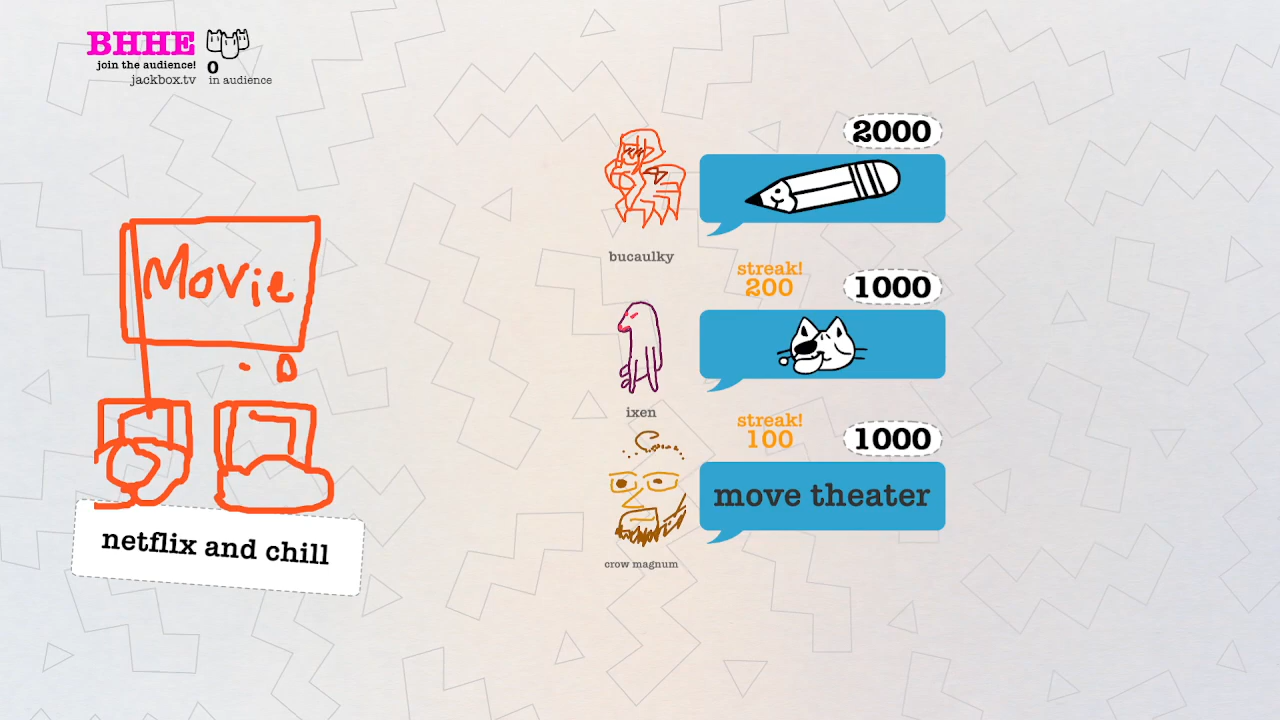 BHHE
join the audience!
jackbox.tv
0
in audience
Movie
netflix and chill
2000
bucaulky
streak!
200
1000
ixen
streak!
100
1000
move theater
crow magnum